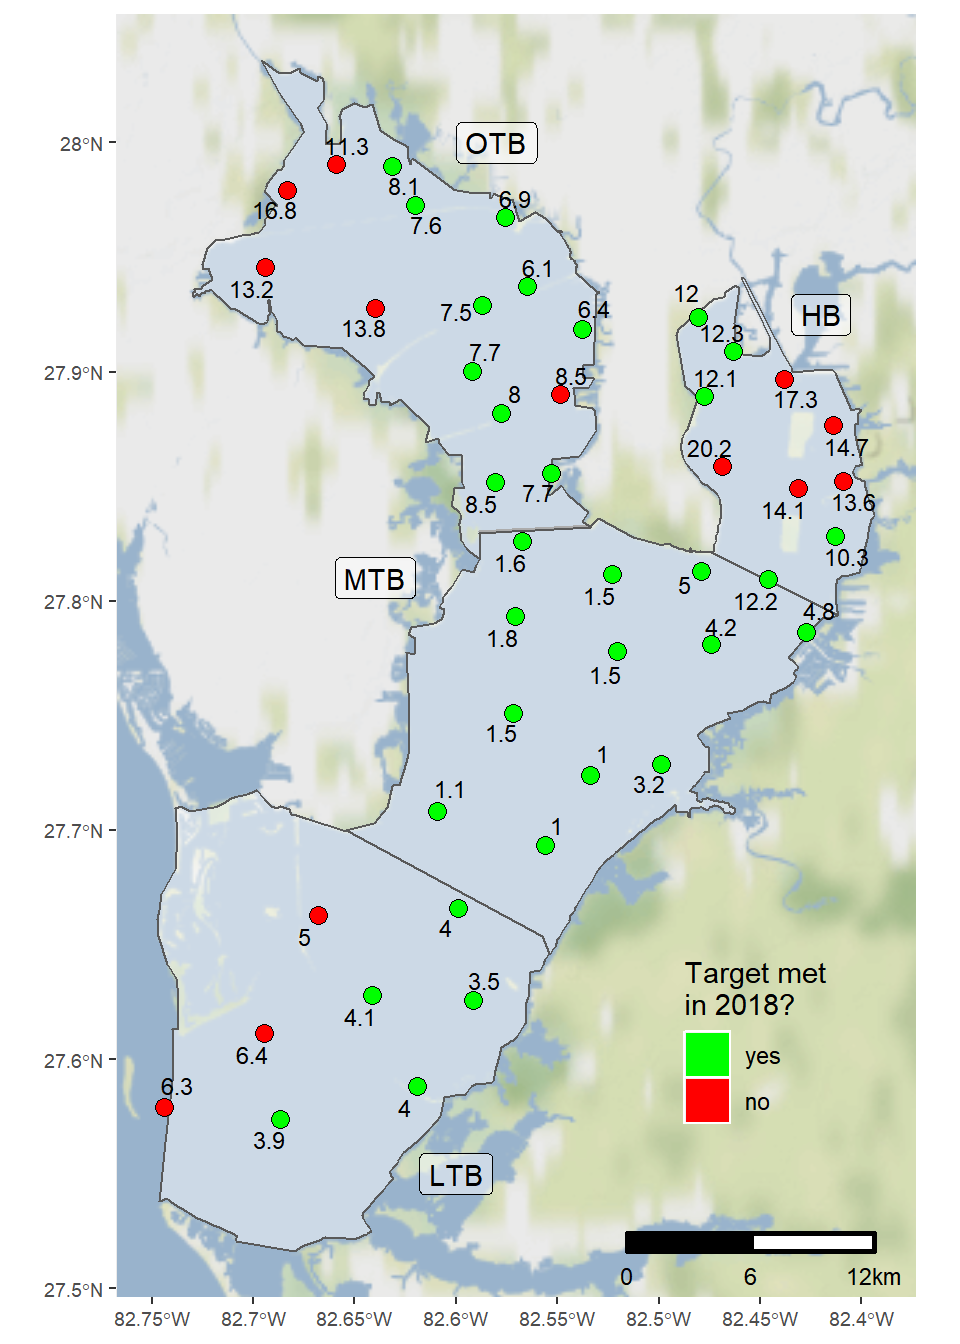 28°N
27.9°N
27.8°N
27.7°N
27.6°N
27.5°N
OTB
11.3
8.1
16.8
7.6
6.9
13.2
6.1
13.8
7.5
6.4
7.7
8.5
8
8.5
7.7
HB
12
12.3
12.1
17.3
14.7
20.2
14.1
13.6
10.3
12.2
MTB
1.6
1.5
5
4.8
1.8
4.2
1.5
1.5
1
3.2
1.1
1
5
4
4.1
3.5
6.4
6.3
4
3.9
LTB
Target met
in 2018?
yes
no
0 6 12km
82.75°W 82.7°W 82.65°W 82.6°W 82.55°W 82.5°W 82.45°W 82.4°W